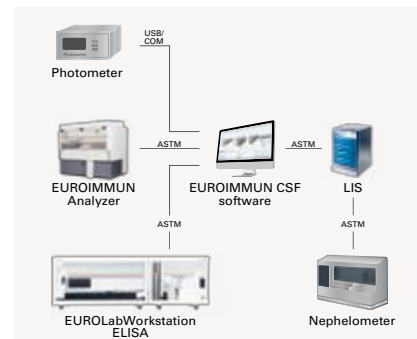 USB/
COM
Photometer
ASTM
ASTM
EUROIMMUN
Analyzer
EUROIMMUN CSF
software
LIS
ASTM
ASTM
EUROLabWorkstation
ELISA
Nephelometer